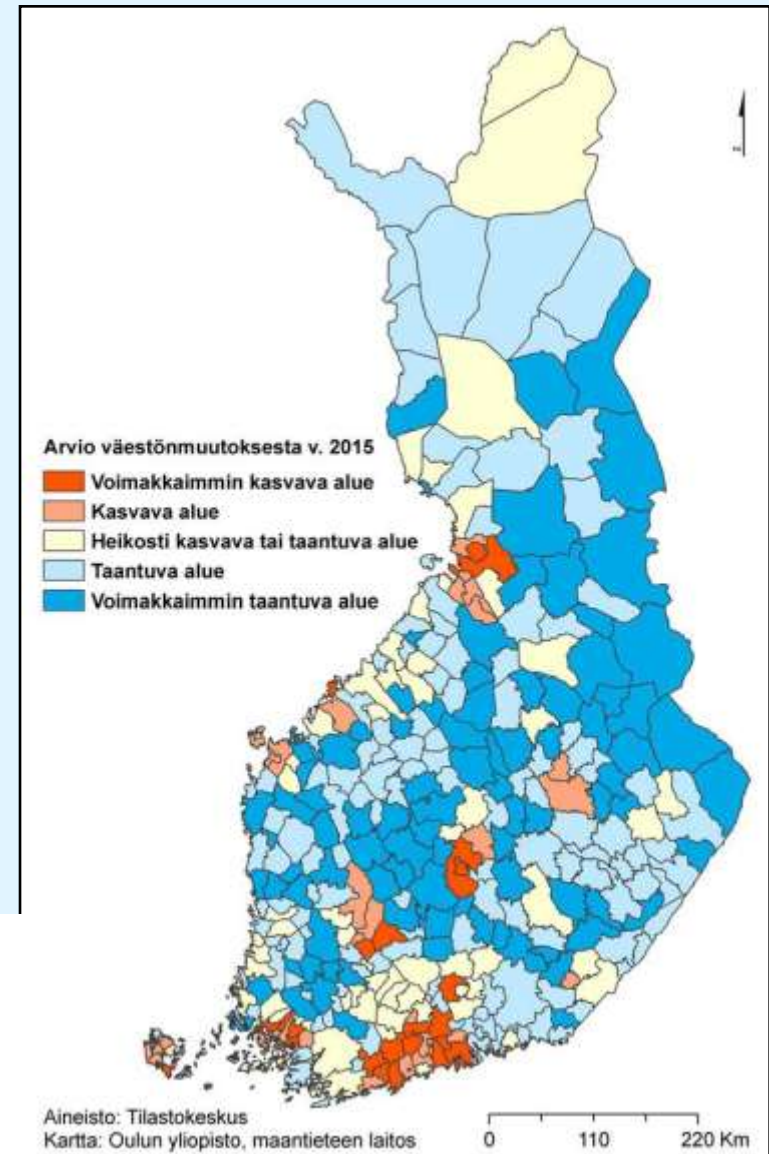 Arvio väestönmuutoksesta v. 2015
Voimakkaimmin kasvava alue
Kasvava alue
Heikosti kasvava tai taantuva alue
Taantuva alue
Voimakkaimmin taantuva alue
Aineisto: Tilastokeskus
Kartta: Oulun yliopisto, maantieteen laitos
0 110 220 Km